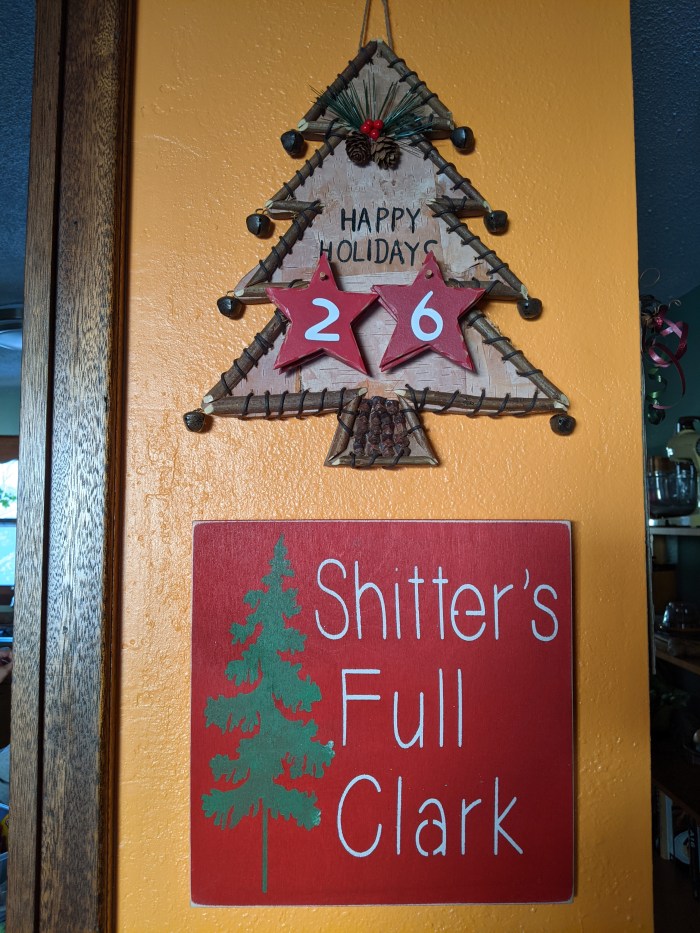 HAPPY
HOLIDAYS
2 6
Shitter's
Full
Clark